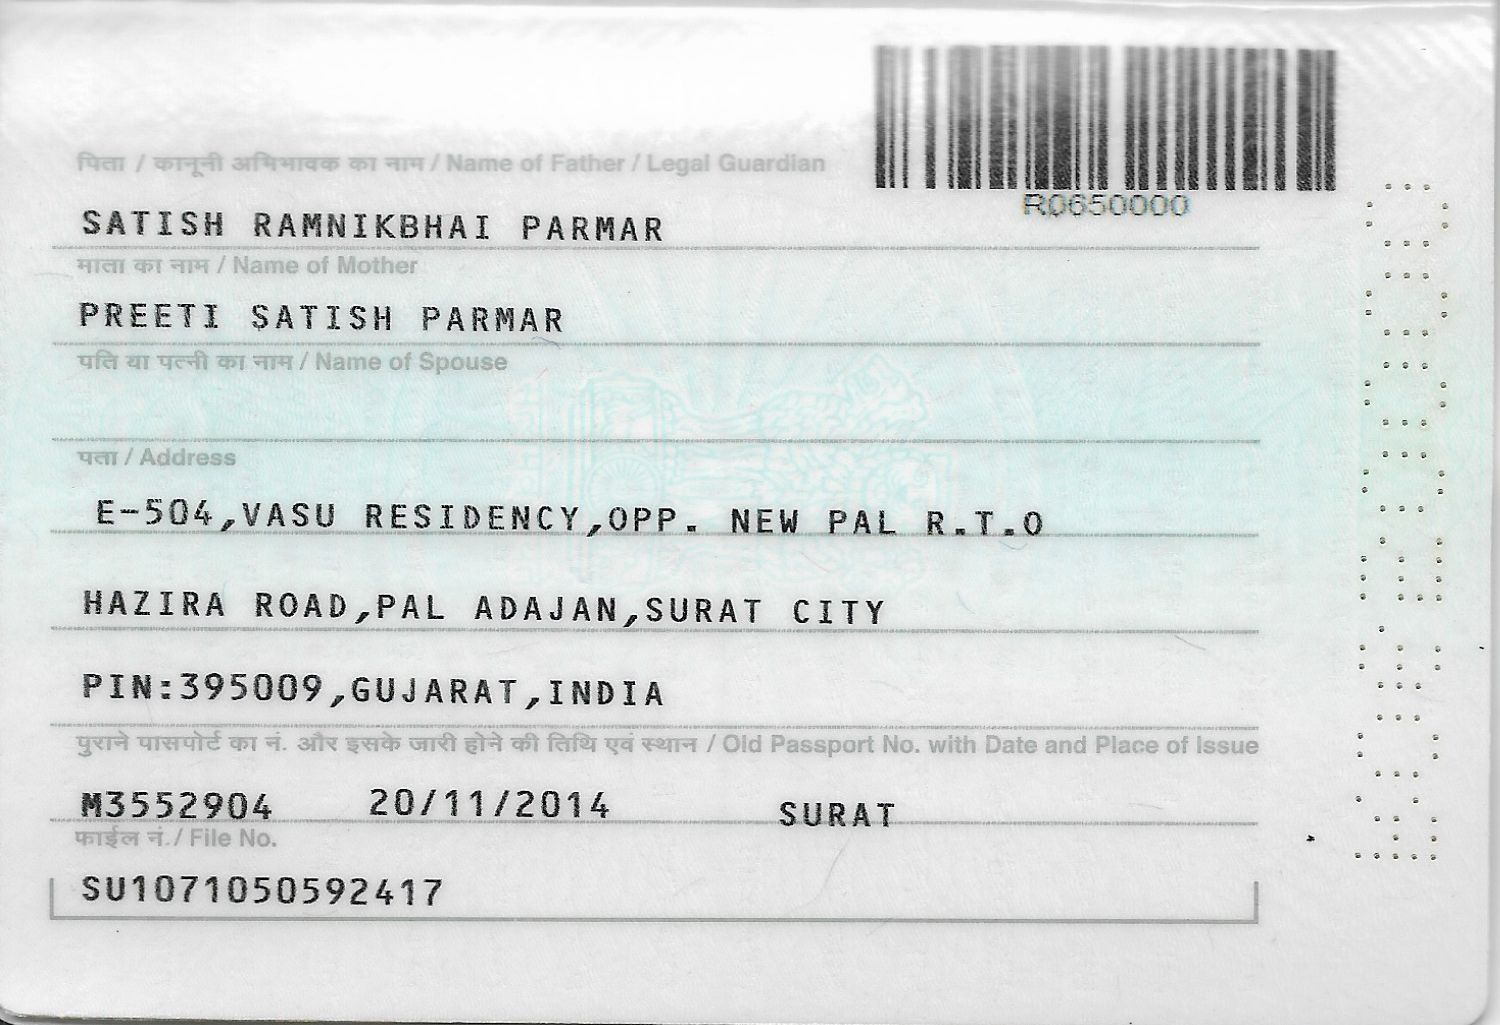 R0650000
पिता / कानूनी अभिभावक का नाम / Name of Father / Legal Guardian
SATISH RAMNIKBHAI PARMAR
माता का नाम / Name of Mother
PREETI SATISH PARMAR
पति या पत्नी का नाम / Name of Spouse
पता / Address
E-504,VASU RESIDENCY,OPP. NEW PAL R.T.O
HAZIRA ROAD,PAL ADAJAN,SURAT CITY
PIN:395009,GUJARAT,INDIA
पुराने पासपोर्ट का नं. और इसके जारी होने की तिथि एवं स्थान / Old Passport No. with Date and Place of Issue
M3552904 20/11/2014 SURAT
फाईल नं./ File No.
SU1071050592417